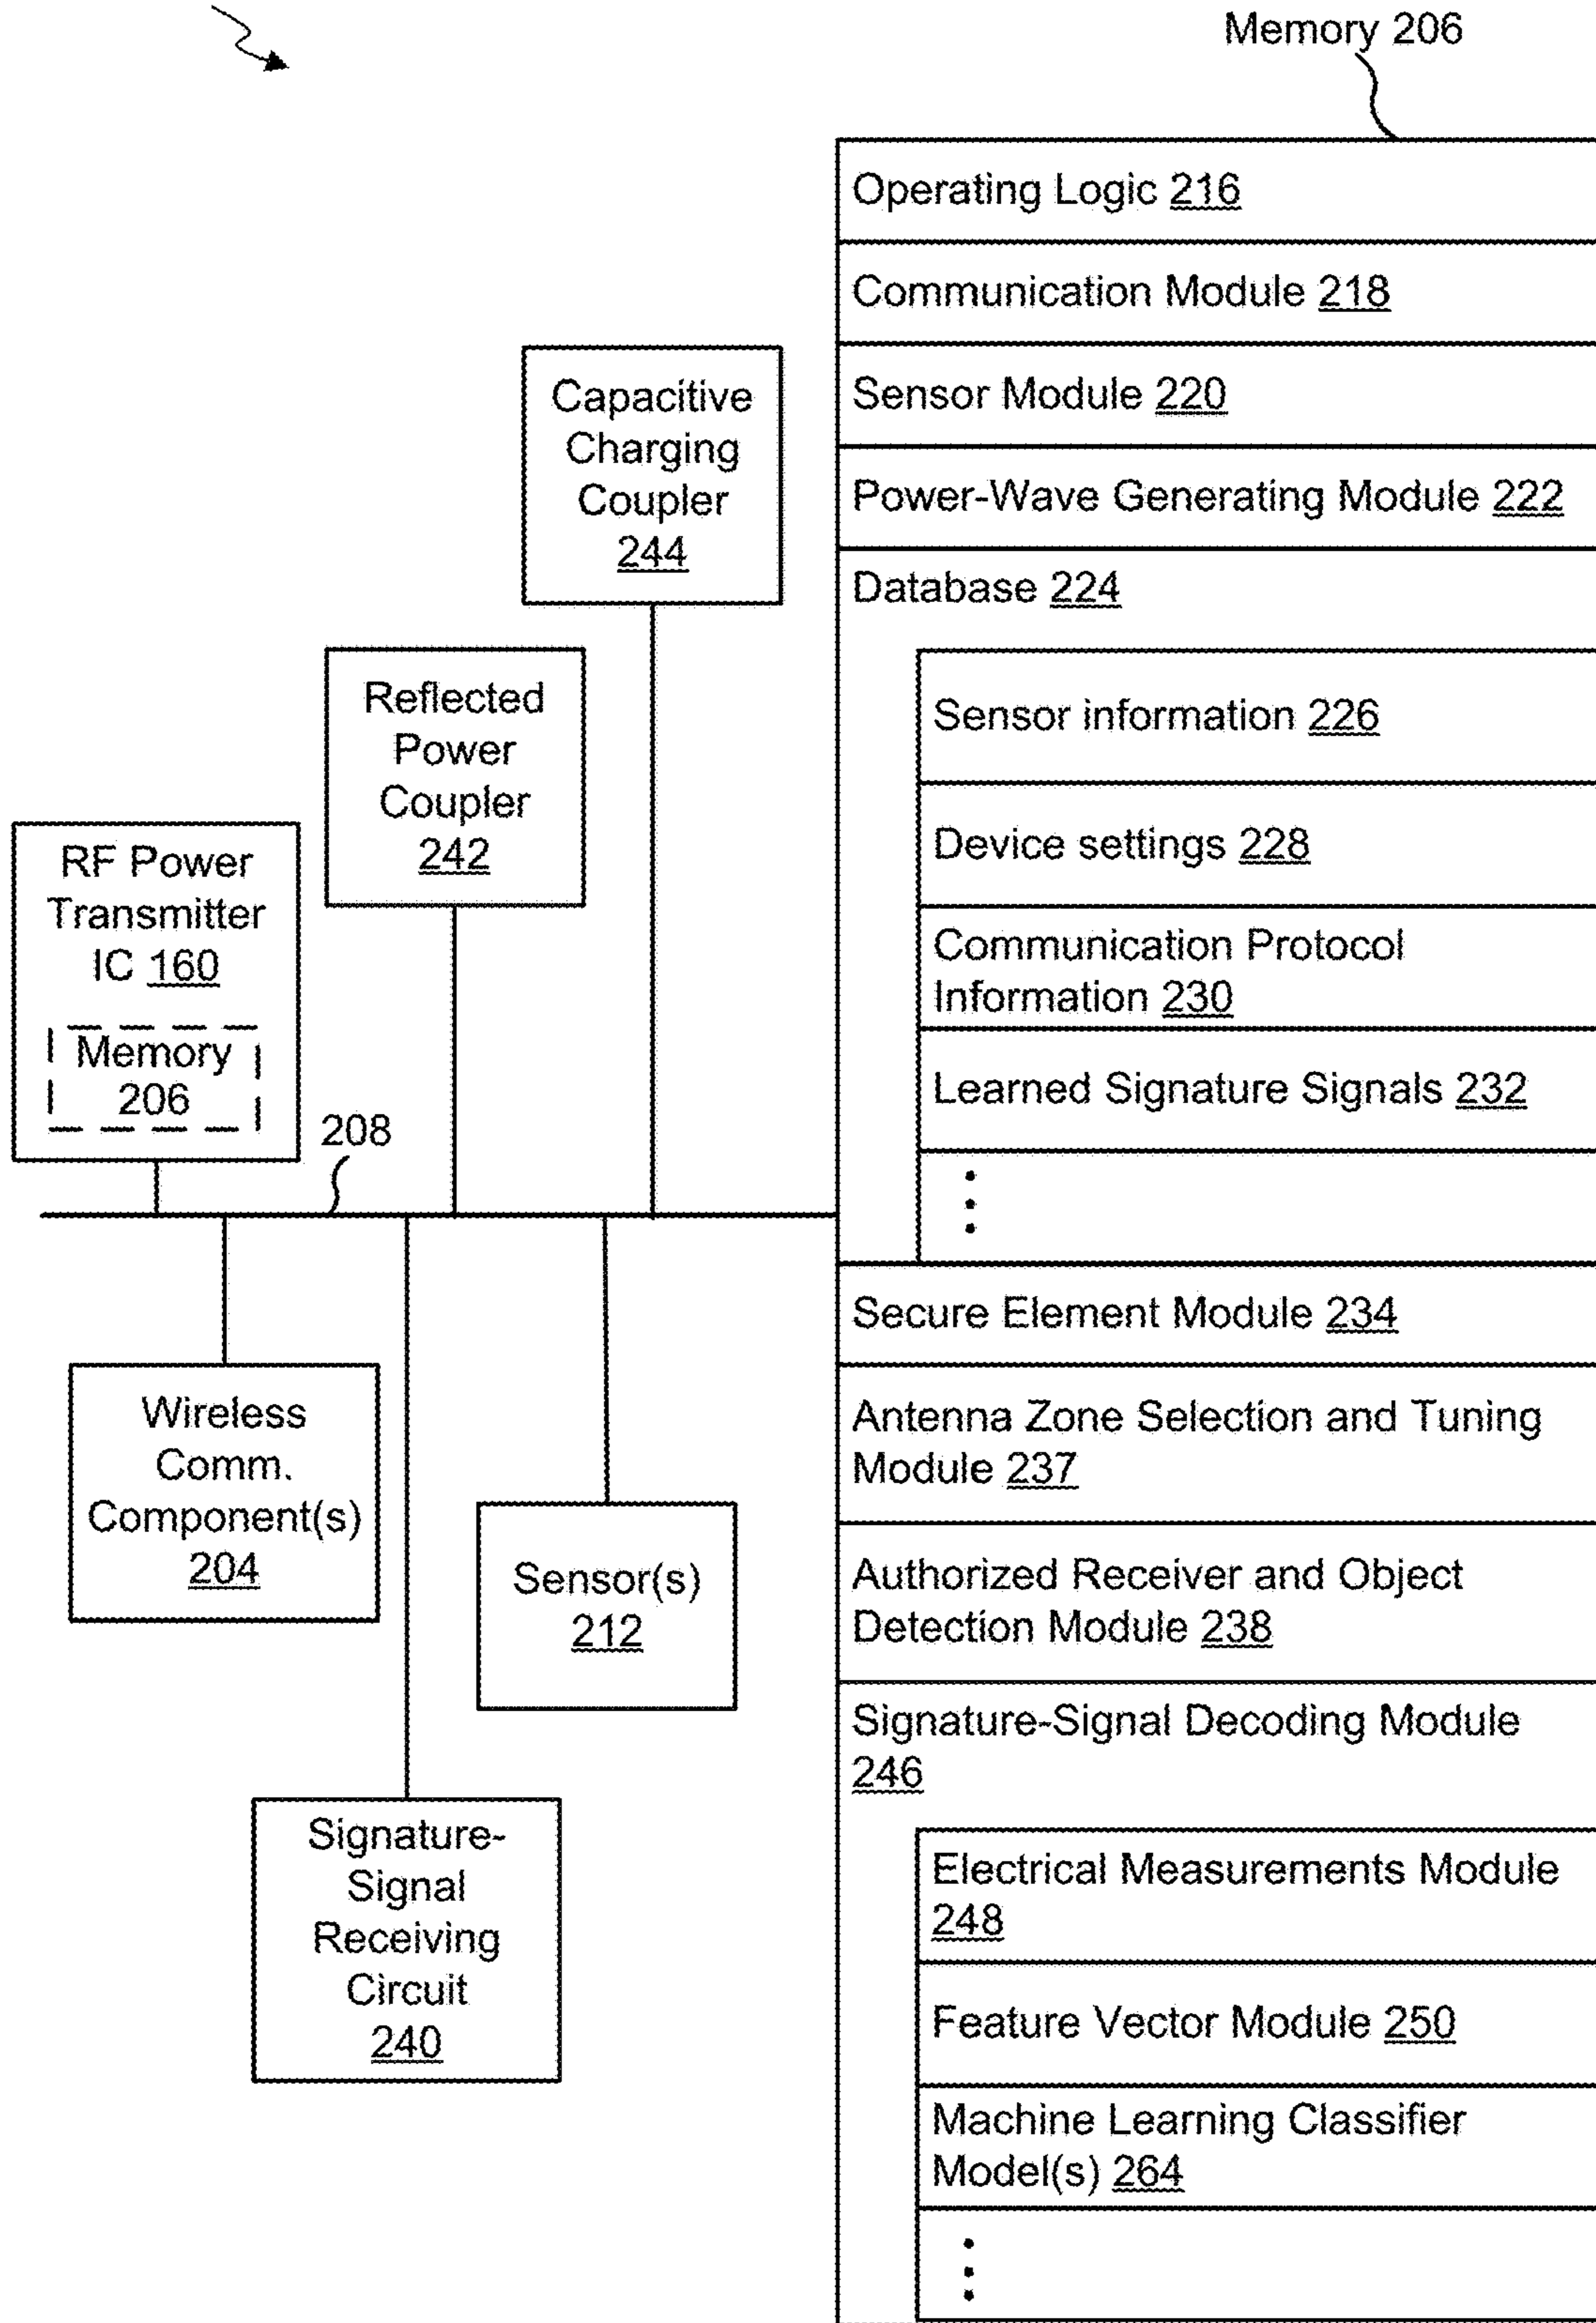 Memory 206
Operating Logic 216
Communication Module 218
Sensor Module 220
Power-Wave Generating Module 222
Database 224
Sensor information 226
Device settings 228
Communication Protocol
Information 230
Learned Signature Signals 232
Secure Element Module 234
Antenna Zone Selection and Tuning
Module 237
Authorized Receiver and Object
Detection Module 238
Signature-Signal Decoding Module
246
Electrical Measurements Module
248
Feature Vector Module 250
Machine Learning Classifier
Model(s) 264
Capacitive
Charging
Coupler
244
Reflected
Power
Coupler
242
RF Power
Transmitter
IC 160
Memory
206
208
Wireless
Comm.
Component(s)
204
Sensor(s)
212
Signature-
Signal
Receiving
Circuit
240